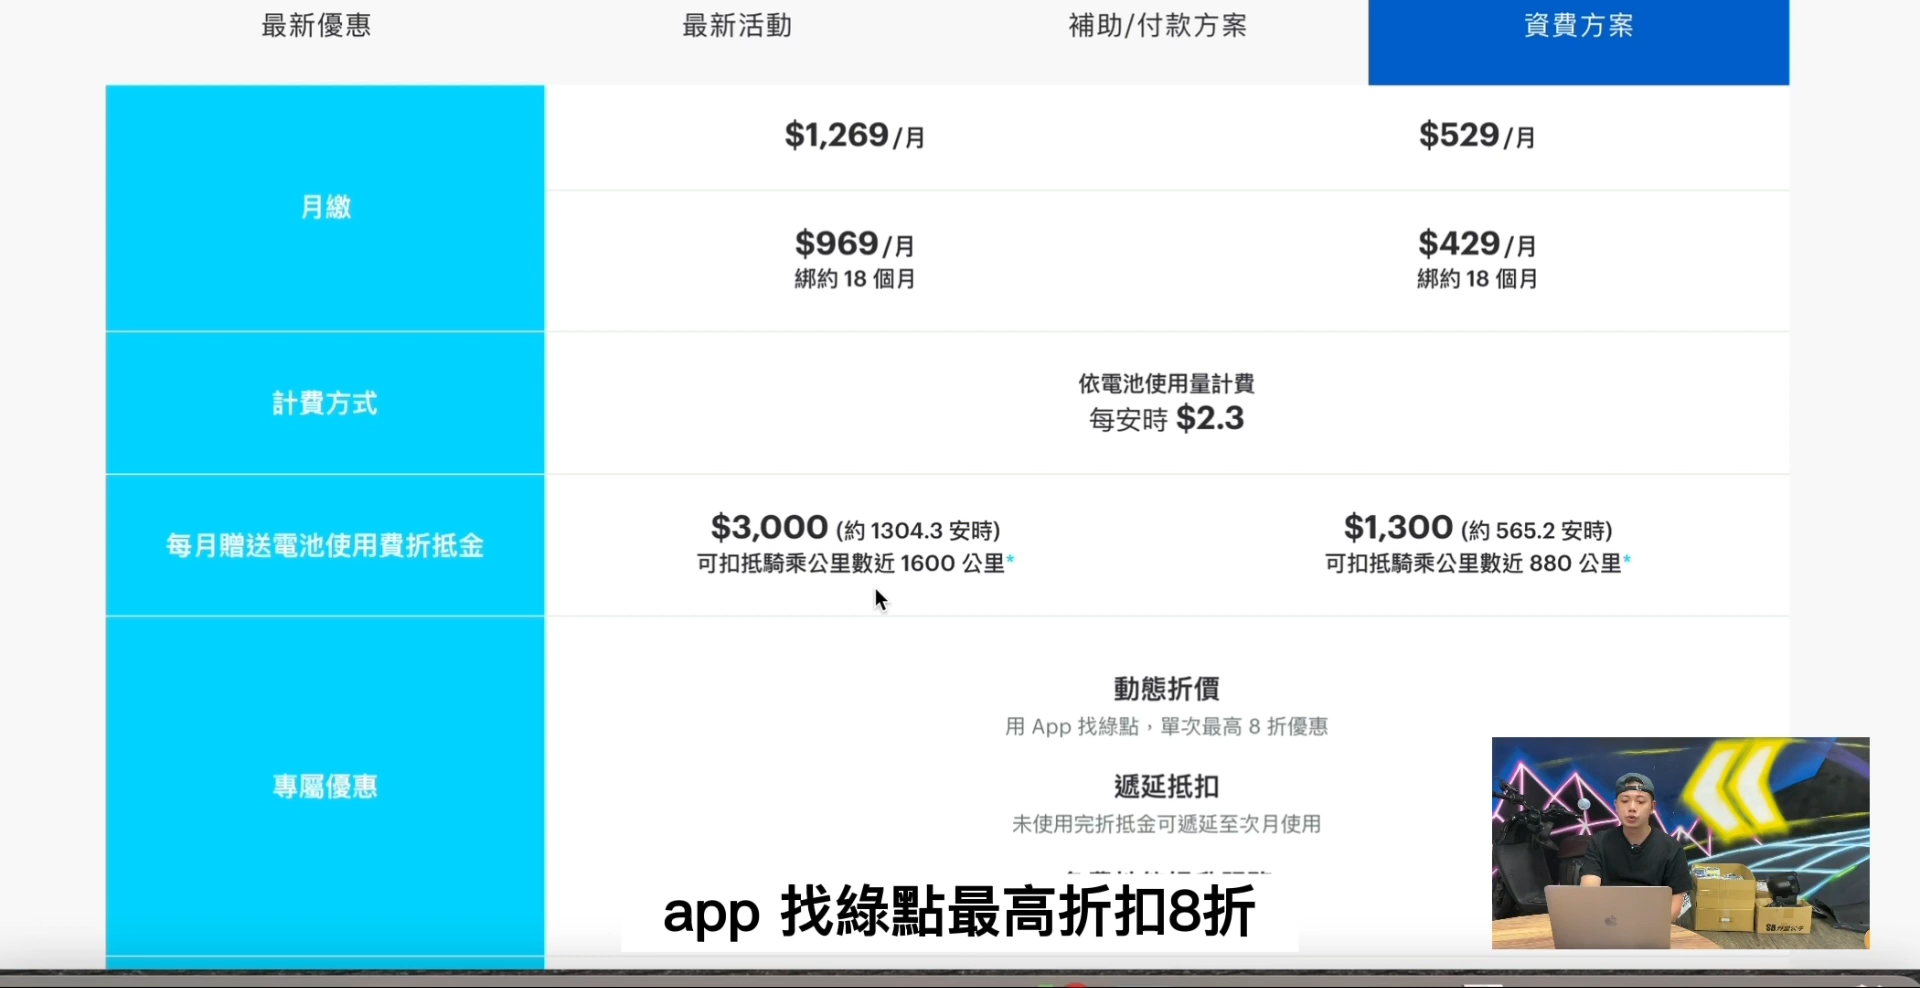 最新優惠
最新活動
補助/付款方案
資費方案
月繳
$1,269/月
$529/月
$969/月
綁約 18 個月
$429/月
綁約 18 個月
計費方式
依電池使用量計費
每安時 $2.3
每月贈送電池使用費折抵金
$3,000 (約 1304.3 安時)
可扣抵騎乘公里數近 1600 公里*
$1,300 (約 565.2 安時)
可扣抵騎乘公里數近 880 公里*
專屬優惠
動態折價
用 App 找綠點，單次最高 8 折優惠
遞延抵扣
未使用完折抵金可遞延至次月使用
app 找綠點最高折扣8折